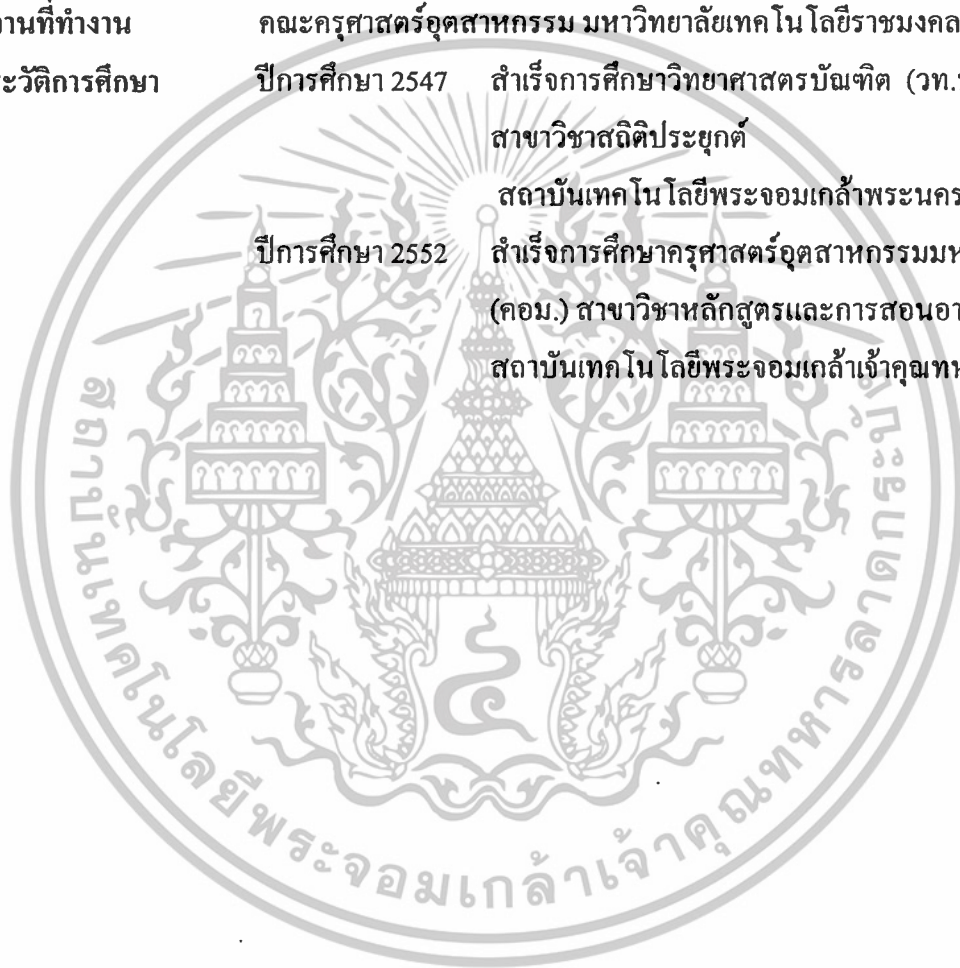 านที่ทำงาน คณะครุศาสตร์อุตสาหกรรม มหาวิทยาลัยเทคโนโลยีราชมงคล
ะวัติการศึกษา ปีการศึกษา 2547 สำเร็จการศึกษาวิทยาศาสตรบัณฑิต (วท.
สาขาวิชาสถิติประยุกต์
สถาบันเทคโนโลยีพระจอมเกล้าพระนคร
ปีการศึกษา 2552 สำเร็จการศึกษาครุศาสตร์อุตสาหกรรมมห
(คอม.) สาขาวิชาหลักสูตรและการสอนอา
สถาบันเทคโนโลยีพระจอมเกล้าเจ้าคุณท
สถาบันเทคโนโลยีพระจอมเกล้าเจ้าคุณทหารลาดกระบัง